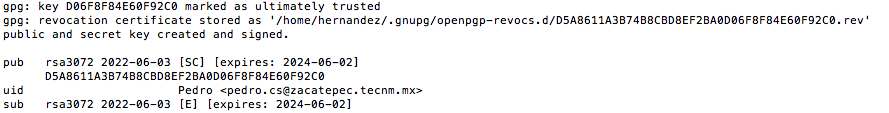 gpg: key D06F8F84E60F92C0 marked as ultimately trusted
gpg: revocation certificate stored as '/home/hernandez/.gnupg/openpgp-revocs.d/D5A8611A3B74B8CBD8EF2BA0D06F8F84E60F92C0.rev'
public and secret key created and signed.
pub   rsa3072 2022-06-03 [SC] [expires: 2024-06-02]
      D5A8611A3B74B8CBD8EF2BA0D06F8F84E60F92C0
uid                      Pedro <pedro.cs@zacatepec.tecnm.mx>
sub   rsa3072 2022-06-03 [E] [expires: 2024-06-02]